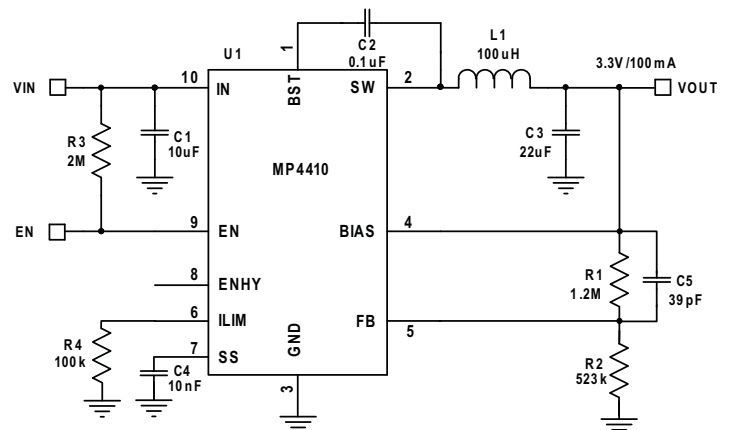 U1
1
C2
0.1uF
L1
100uH
3.3V/100mA
VIN
10
IN
BST
SW
2
VOUT
R3
2M
C1
10uF
C3
22uF
MP4410
EN
9
EN
BIAS
4
8
ENHY
R1
1.2M
C5
39pF
6
ILIM
FB
5
R4
100k
7
SS
GND
C4
10nF
3
R2
523k